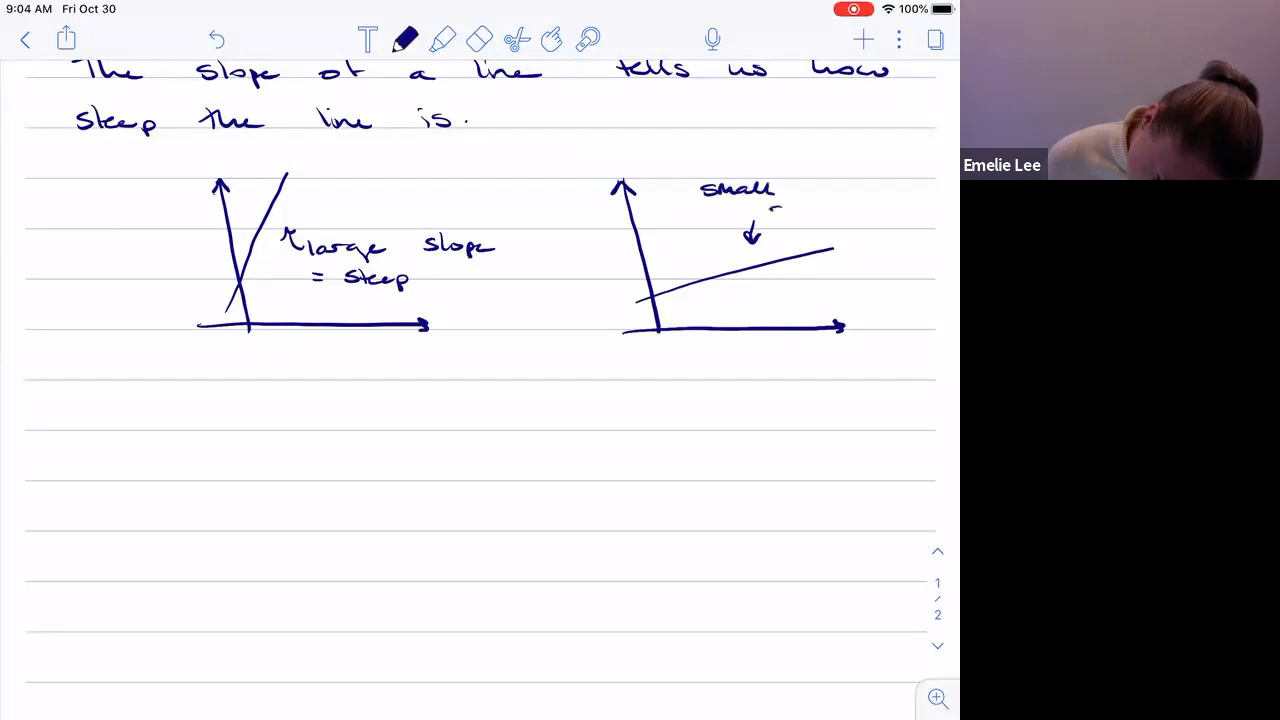 9:04 AM Fri Oct 30
100%
The slope of a line tells us how
steep the line is.
large slope
= steep
small
Emelie Lee
1
/
2